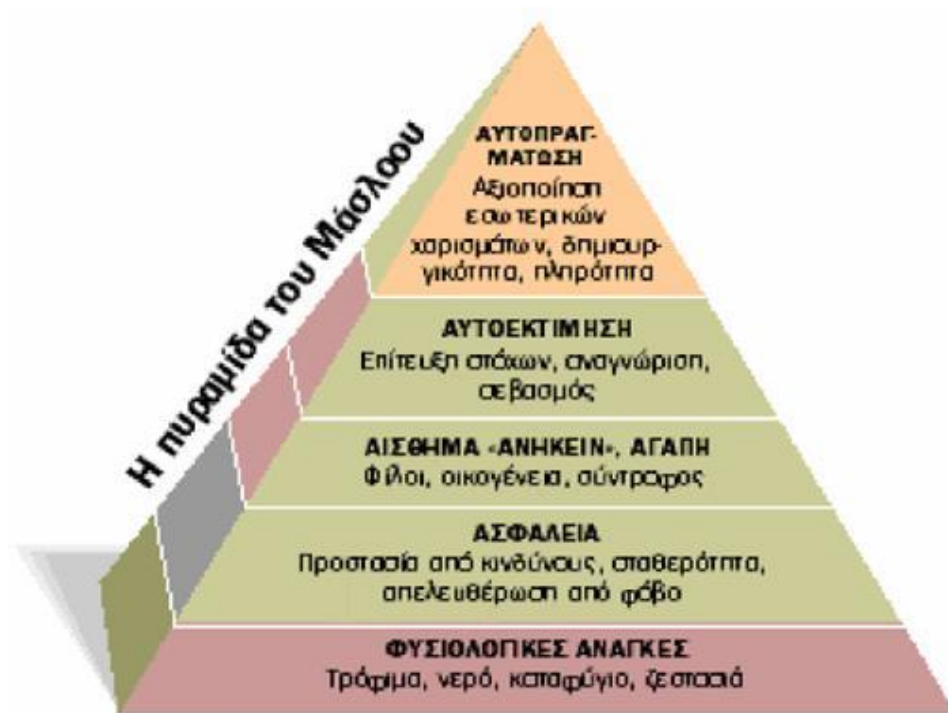 Η πυραμίδα του Μάσλοου
ΑΥΤΟΠΡΑΓ-
ΜΑΤΩΣΗ
Αξιοποίηση
εσωτερικών
χαρισμάτων, δημιουρ-
γικότητα, πληρότητα
ΑΥΤΟΕΚΤΙΜΗΣΗ
Επίτευξη στόχων, αναγνώριση,
σεβασμός
ΑΙΣΘΗΜΑ «ΑΝΗΚΕΙΝ», ΑΓΑΠΗ
Φίλοι, οικογένεια, σύντροφος
ΑΣΦΑΛΕΙΑ
Προστασία από κινδύνους, σταθερότητα,
απελευθέρωση από φόβο
ΦΥΣΙΟΛΟΓΙΚΕΣ ΑΝΑΓΚΕΣ
Τρόφιμα, νερό, καταφύγιο, ζεστασιά